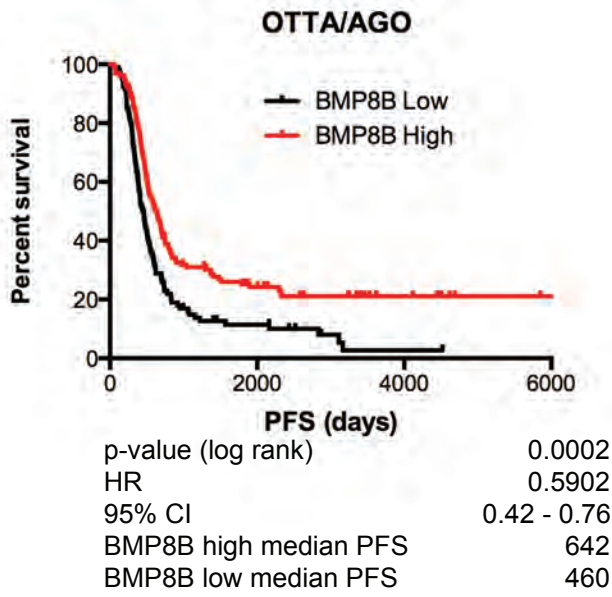 OTTA/AGO
BMP8B Low
BMP8B High
Percent survival
100
80
60
40
20
0
0 2000 4000 6000
PFS (days)
p-value (log rank) 0.0002
HR 0.5902
95% CI 0.42 - 0.76
BMP8B high median PFS 642
BMP8B low median PFS 460